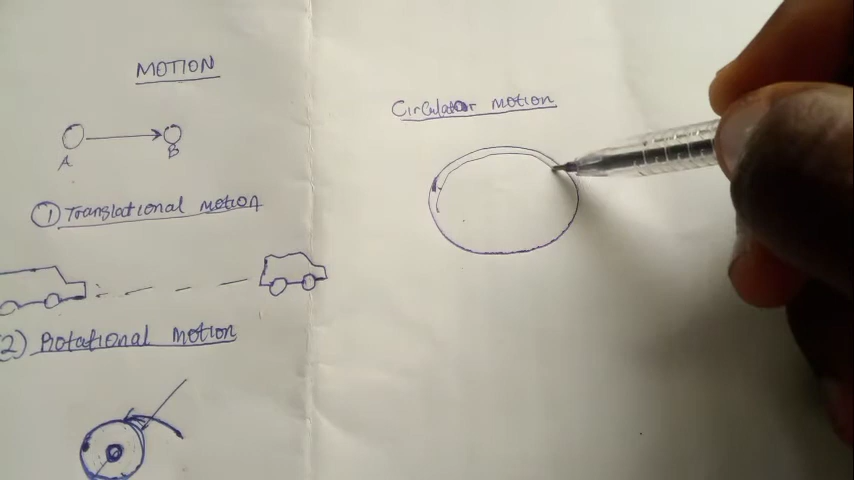 MOTION
A
B
① Translational motion
2) Rotational motion
Circulator motion